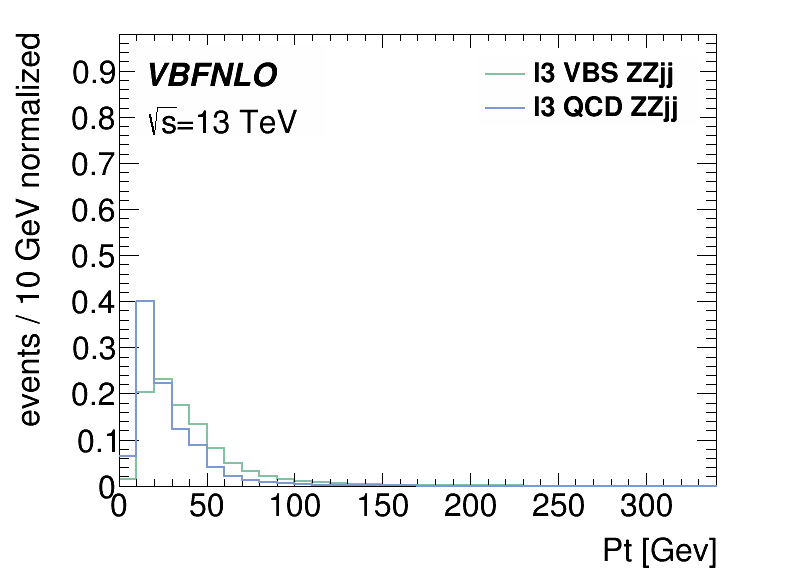 events / 10 GeV normalized
0.9
0.8
0.7
0.6
0.5
0.4
0.3
0.2
0.1
0
VBFNLO
√s=13 TeV
l3 VBS ZZjj
l3 QCD ZZjj
0 50 100 150 200 250 300
Pt [Gev]